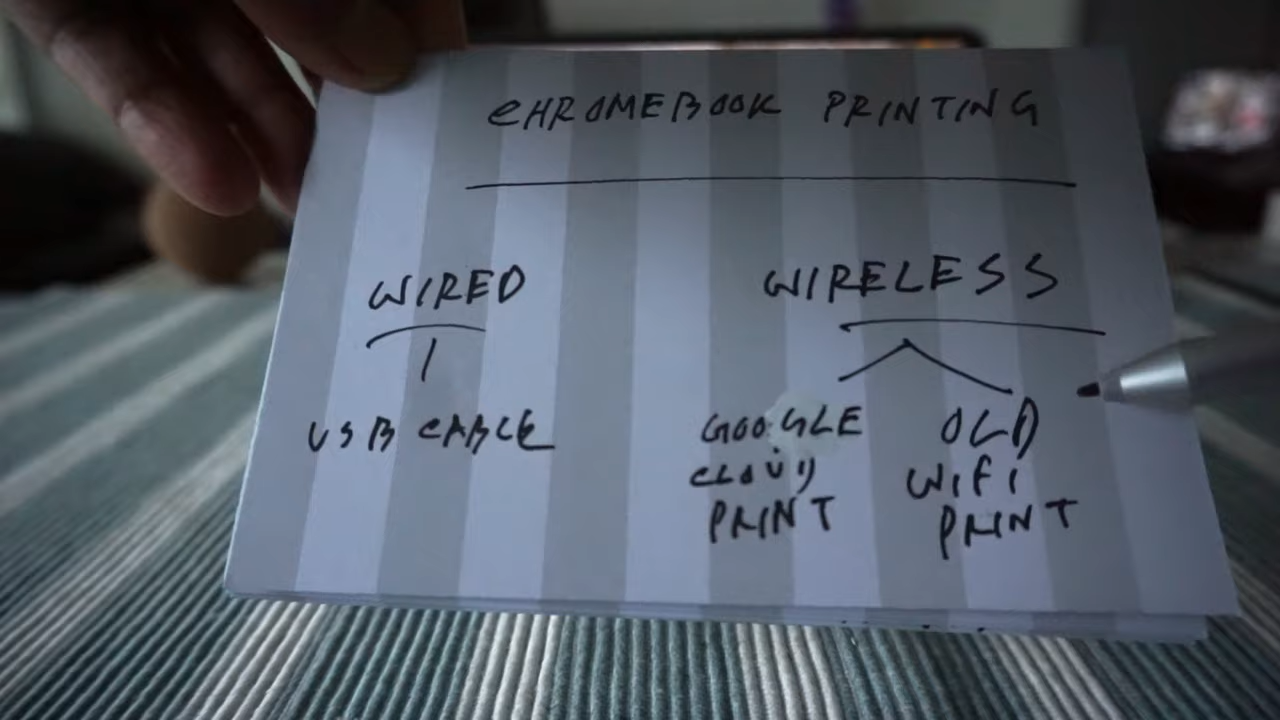 CHROMEBOOK PRINTING
WIRED
USB CABLE
WIRELESS
GOOGLE
CLOUD
PRINT
OLD
WIFI
PRINT